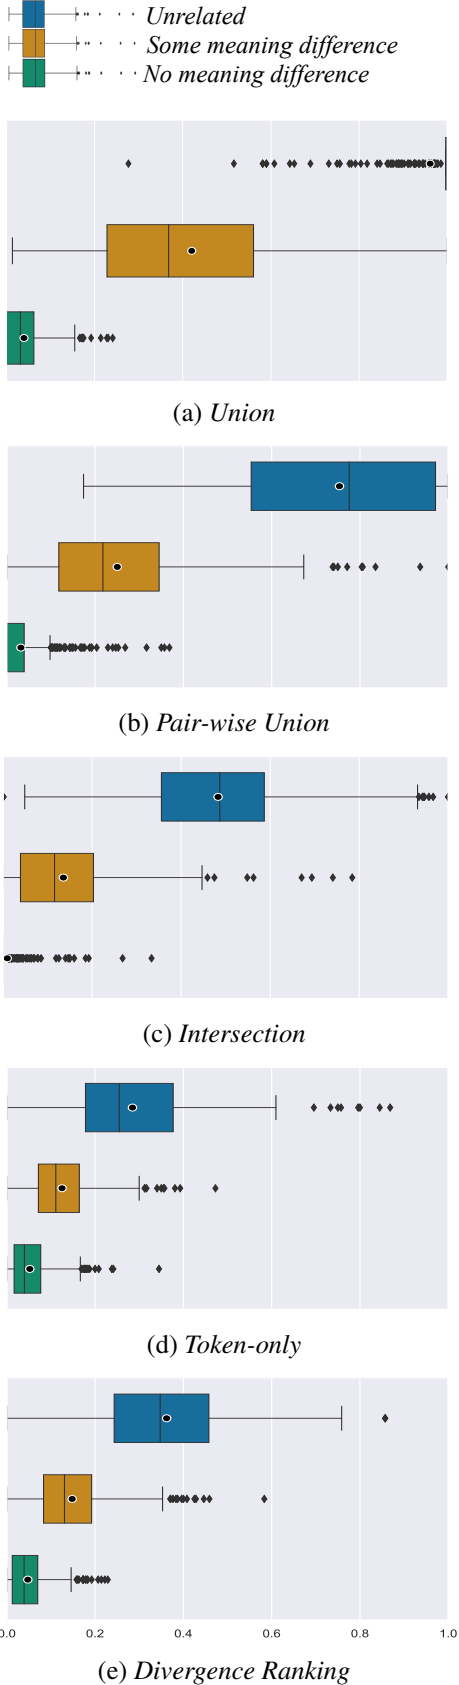 Unrelated
Some meaning difference
No meaning difference
(a) Union
(b) Pair-wise Union
(c) Intersection
(d) Token-only
0.0 0.2 0.4 0.6 0.8 1.0
(e) Divergence Ranking